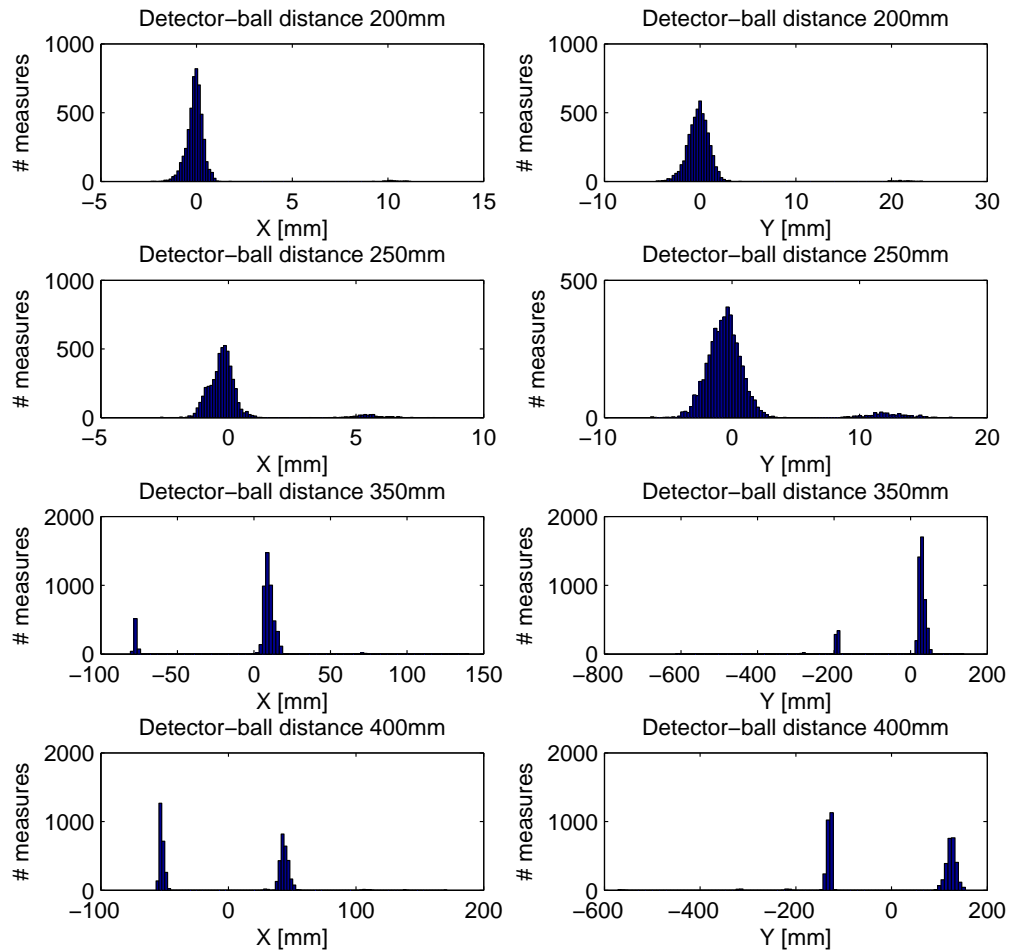 Detector−ball distance 200mm
1000
500
0
# measures
−5 0 5 10 15
X [mm]
Detector−ball distance 200mm
1000
500
0
# measures
−10 0 10 20 30
Y [mm]
Detector−ball distance 250mm
1000
500
0
# measures
−5 0 5 10
X [mm]
Detector−ball distance 250mm
500
0
# measures
−10 0 10 20
Y [mm]
Detector−ball distance 350mm
2000
1000
0
# measures
−100 −50 0 50 100 150
X [mm]
Detector−ball distance 350mm
2000
1000
0
# measures
−800 −600 −400 −200 0 200
Y [mm]
Detector−ball distance 400mm
2000
1000
0
# measures
−100 0 100 200
X [mm]
Detector−ball distance 400mm
2000
1000
0
# measures
−600 −400 −200 0 200
Y [mm]